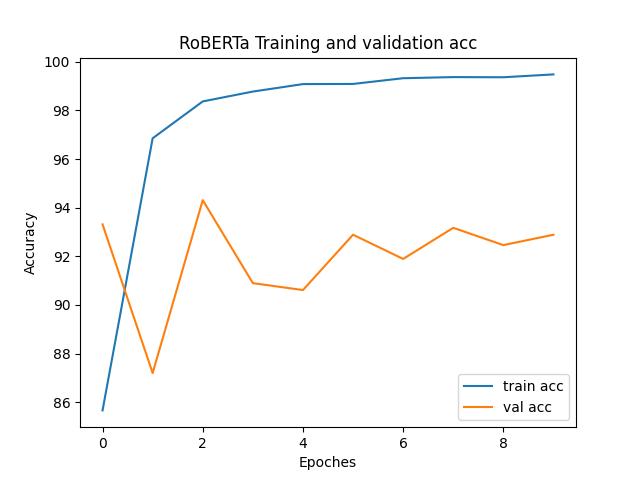 RoBERTa Training and validation acc
100
98
96
94
92
90
88
86
Accuracy
train acc
val acc
0 2 4 6 8
Epoches